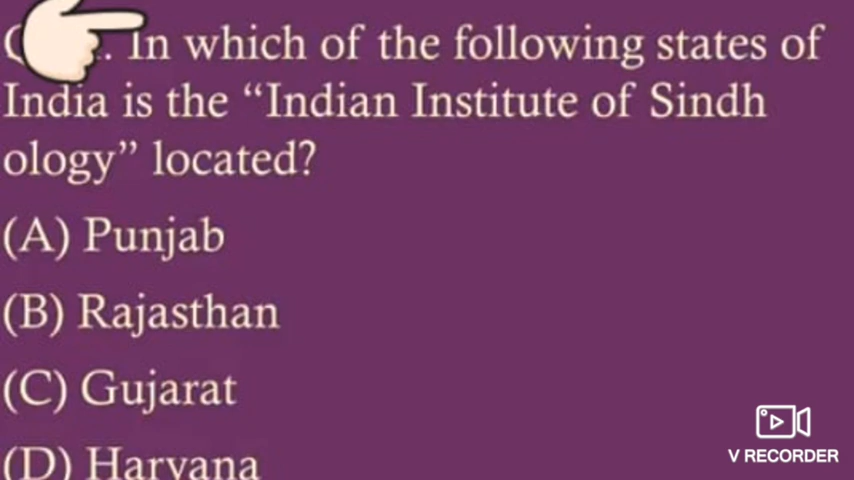 . In which of the following states of
India is the “Indian Institute of Sindh
ology” located?
(A) Punjab
(B) Rajasthan
(C) Gujarat
(D) Haryana
V RECORDER